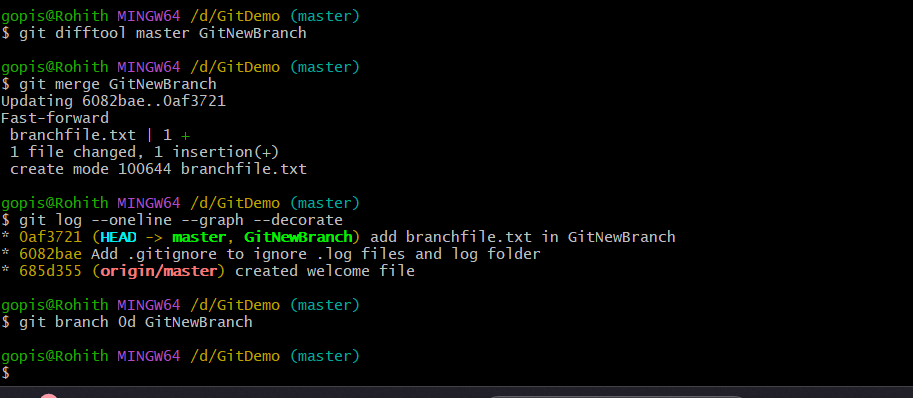 gopis@Rohith MINGW64 /d/GitDemo (master)
$ git difftool master GitNewBranch
gopis@Rohith MINGW64 /d/GitDemo (master)
$ git merge GitNewBranch
Updating 6082bae..0af3721
Fast-forward
 branchfile.txt | 1 +
 1 file changed, 1 insertion(+)
 create mode 100644 branchfile.txt
gopis@Rohith MINGW64 /d/GitDemo (master)
$ git log --oneline --graph --decorate
* 0af3721 (HEAD -> master, GitNewBranch) add branchfile.txt in GitNewBranch
* 6082bae Add .gitignore to ignore .log files and log folder
* 685d355 (origin/master) created welcome file
gopis@Rohith MINGW64 /d/GitDemo (master)
$ git branch 0d GitNewBranch
gopis@Rohith MINGW64 /d/GitDemo (master)
$